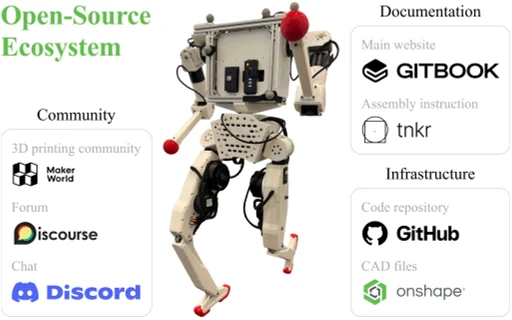 Open-Source
Ecosystem
Community
3D printing community
Maker
World
Forum
Discourse
Chat
Discord
Documentation
Main website
GITBOOK
Assembly instruction
tnkr
Infrastructure
Code repository
GitHub
CAD files
onshape